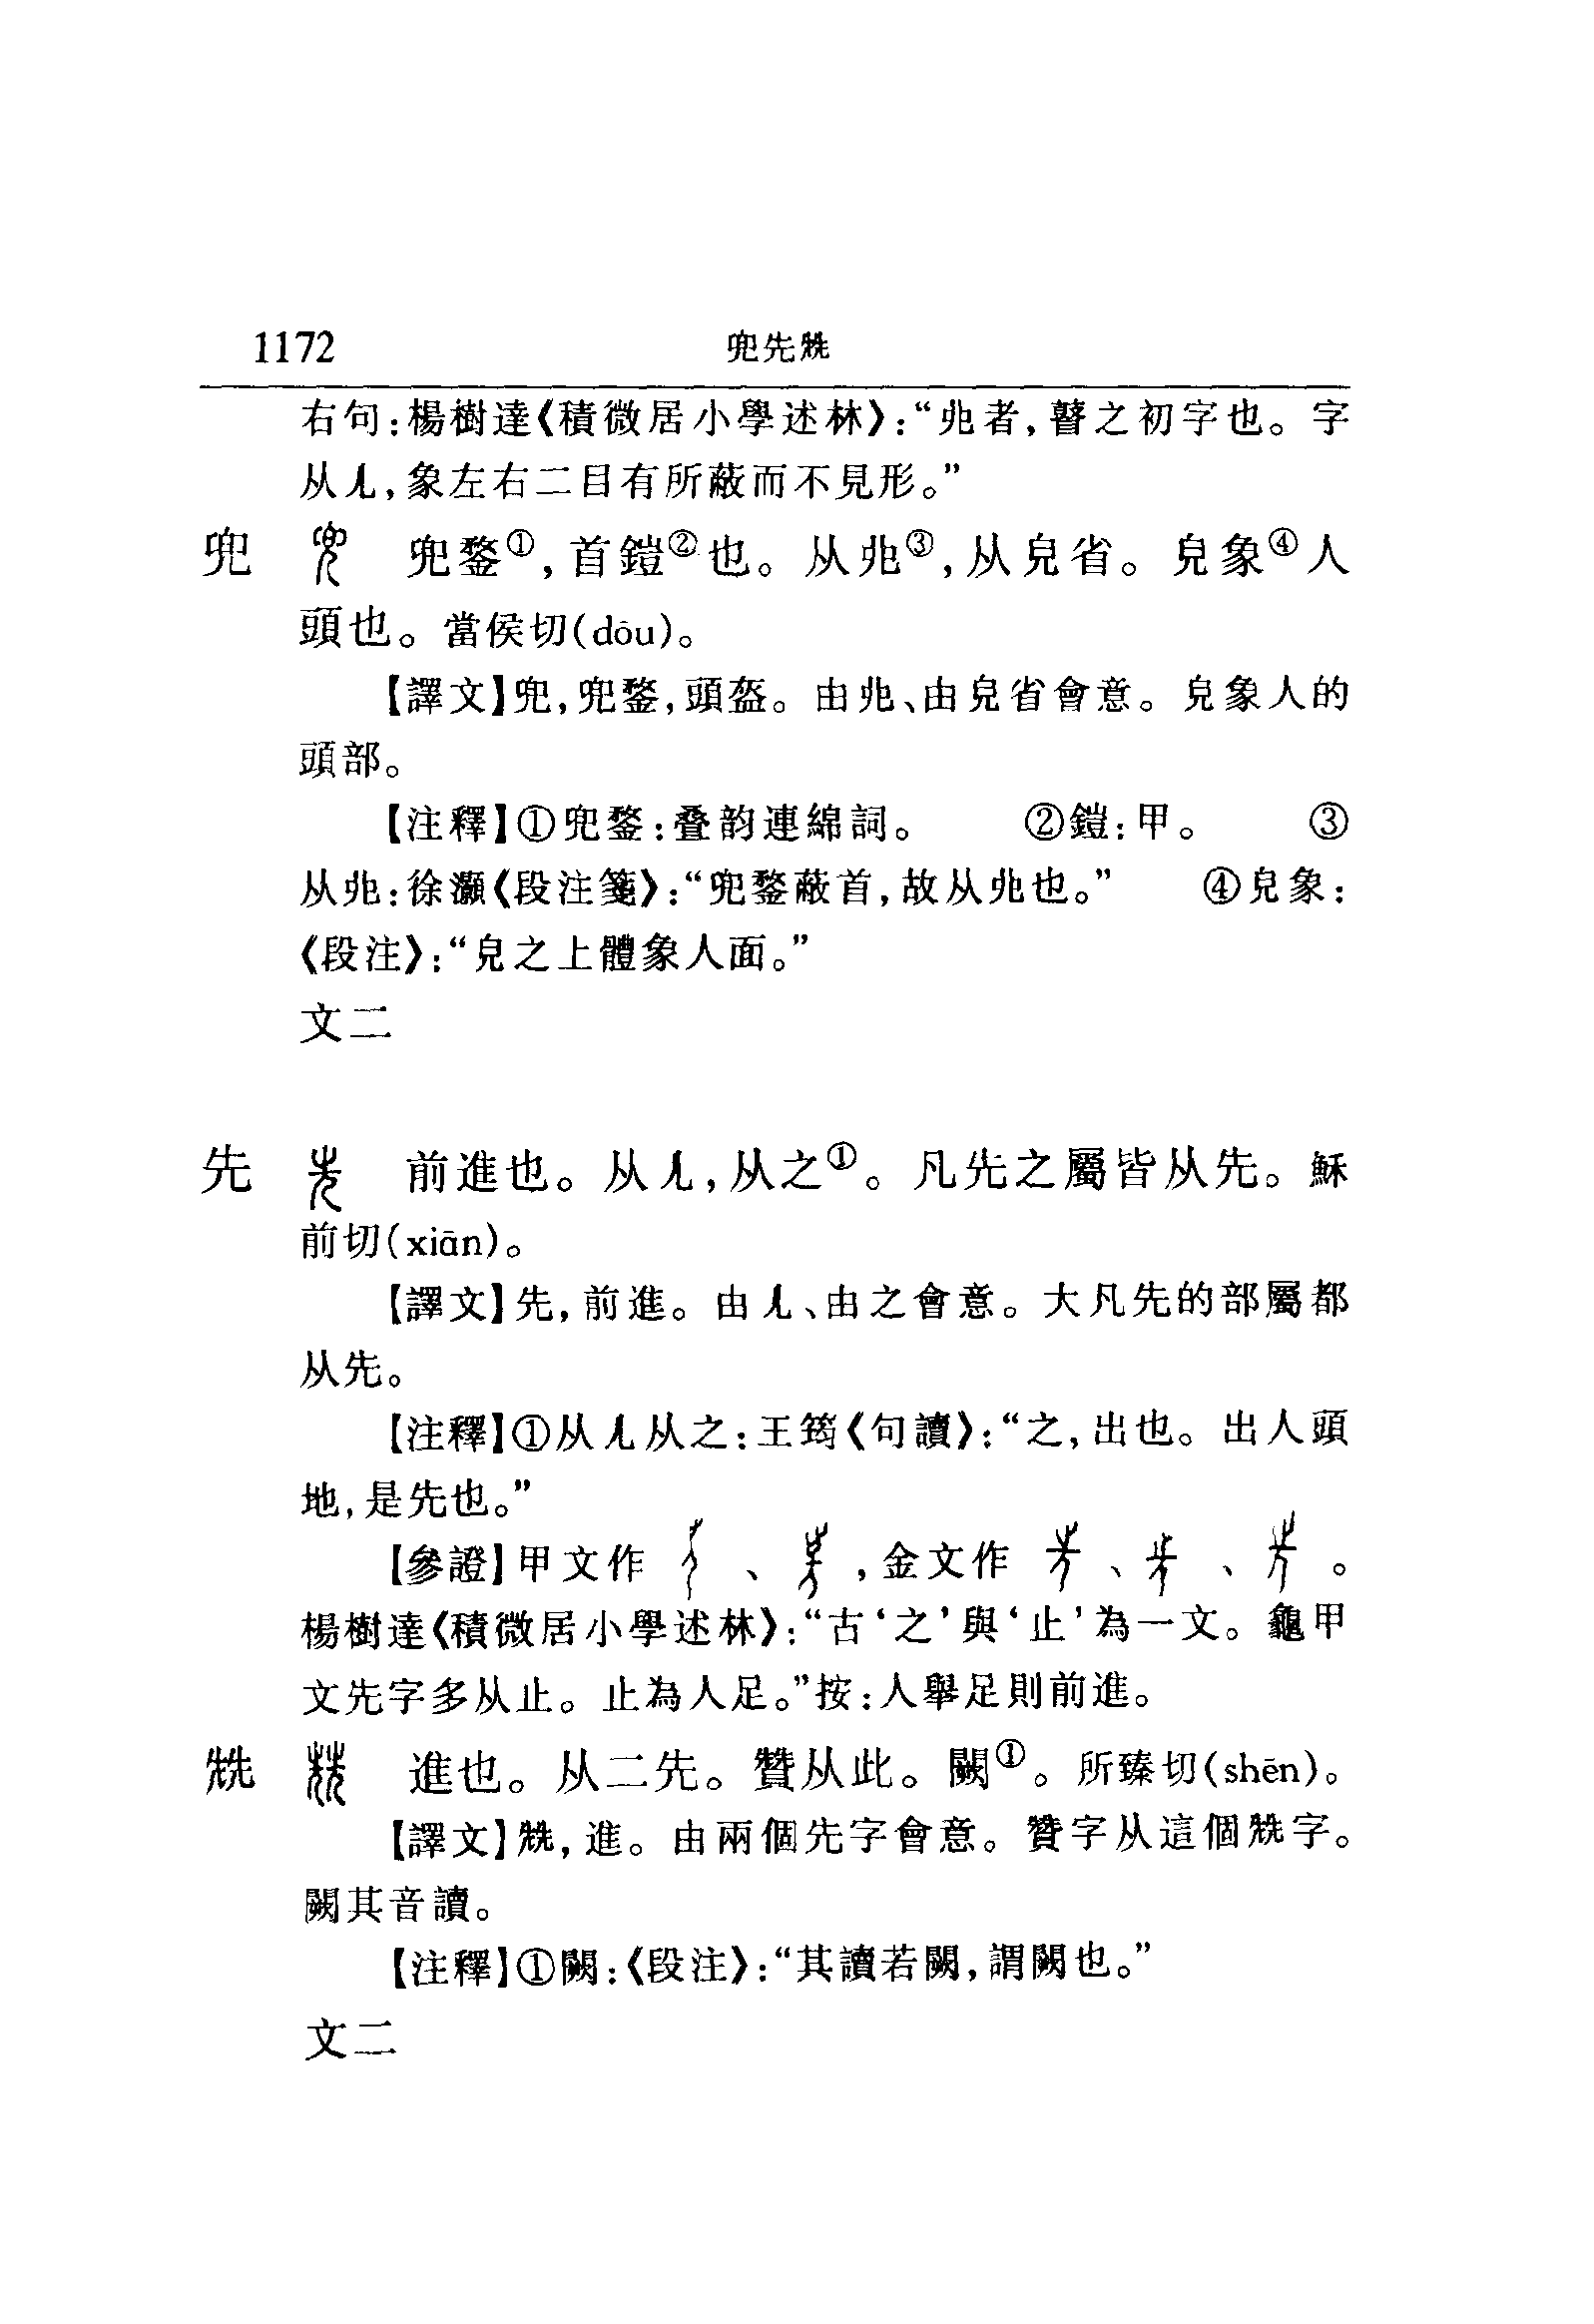 1172 兜先兟
右句：楊樹達《積微居小學述林》：“𠑹者，瞽之初字也。字
从儿，象左右二目有所蔽而不見形。”
兜 兜鍪①，首鎧②也。从𠑹③，从皃省。皃象④人
頭也。當侯切(dōu)。
【譯文】兜，兜鍪，頭盔。由𠑹、由皃省會意。皃象人的
頭部。
【注釋】①兜鍪：叠韵連綿詞。 ②鎧：甲。 ③
从𠑹：徐灝《段注箋》：“兜鍪蔽首，故从𠑹也。” ④皃象：
《段注》：“皃之上體象人面。”
文二
先 前進也。从儿，从之①。凡先之屬皆从先。穌
前切(xiān)。
【譯文】先，前進。由儿、由之會意。大凡先的部屬都
从先。
【注釋】①从儿从之：王筠《句讀》：“之，出也。出人頭
地，是先也。”
【參證】甲文作 、 ，金文作 、 、 。
楊樹達《積微居小學述林》：“古‘之’與‘止’為一文。龜甲
文先字多从止。止為人足。”按：人舉足則前進。
兟 進也。从二先。贊从此。闕①。所臻切(shēn)。
【譯文】兟，進。由兩個先字會意。贊字从這個兟字。
闕其音讀。
【注釋】①闕：《段注》：“其讀若闕，謂闕也。”
文二